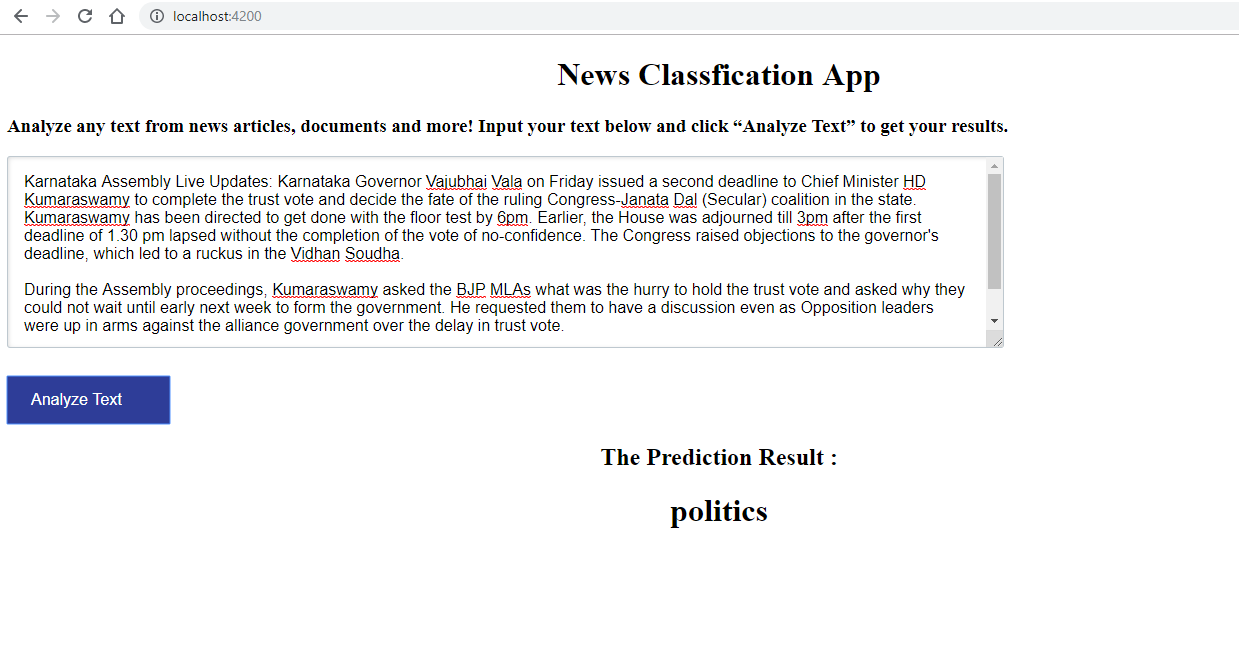 localhost:4200
News Classfication App
Analyze any text from news articles, documents and more! Input your text below and click “Analyze Text” to get your results.
Karnataka Assembly Live Updates: Karnataka Governor Vajubhai Vala on Friday issued a second deadline to Chief Minister HD
Kumaraswamy to complete the trust vote and decide the fate of the ruling Congress-Janata Dal (Secular) coalition in the state.
Kumaraswamy has been directed to get done with the floor test by 6pm. Earlier, the House was adjourned till 3pm after the first
deadline of 1.30 pm lapsed without the completion of the vote of no-confidence. The Congress raised objections to the governor's
deadline, which led to a ruckus in the Vidhan Soudha.
During the Assembly proceedings, Kumaraswamy asked the BJP MLAs what was the hurry to hold the trust vote and asked why they
could not wait until early next week to form the government. He requested them to have a discussion even as Opposition leaders
were up in arms against the alliance government over the delay in trust vote.
Analyze Text
The Prediction Result :
politics